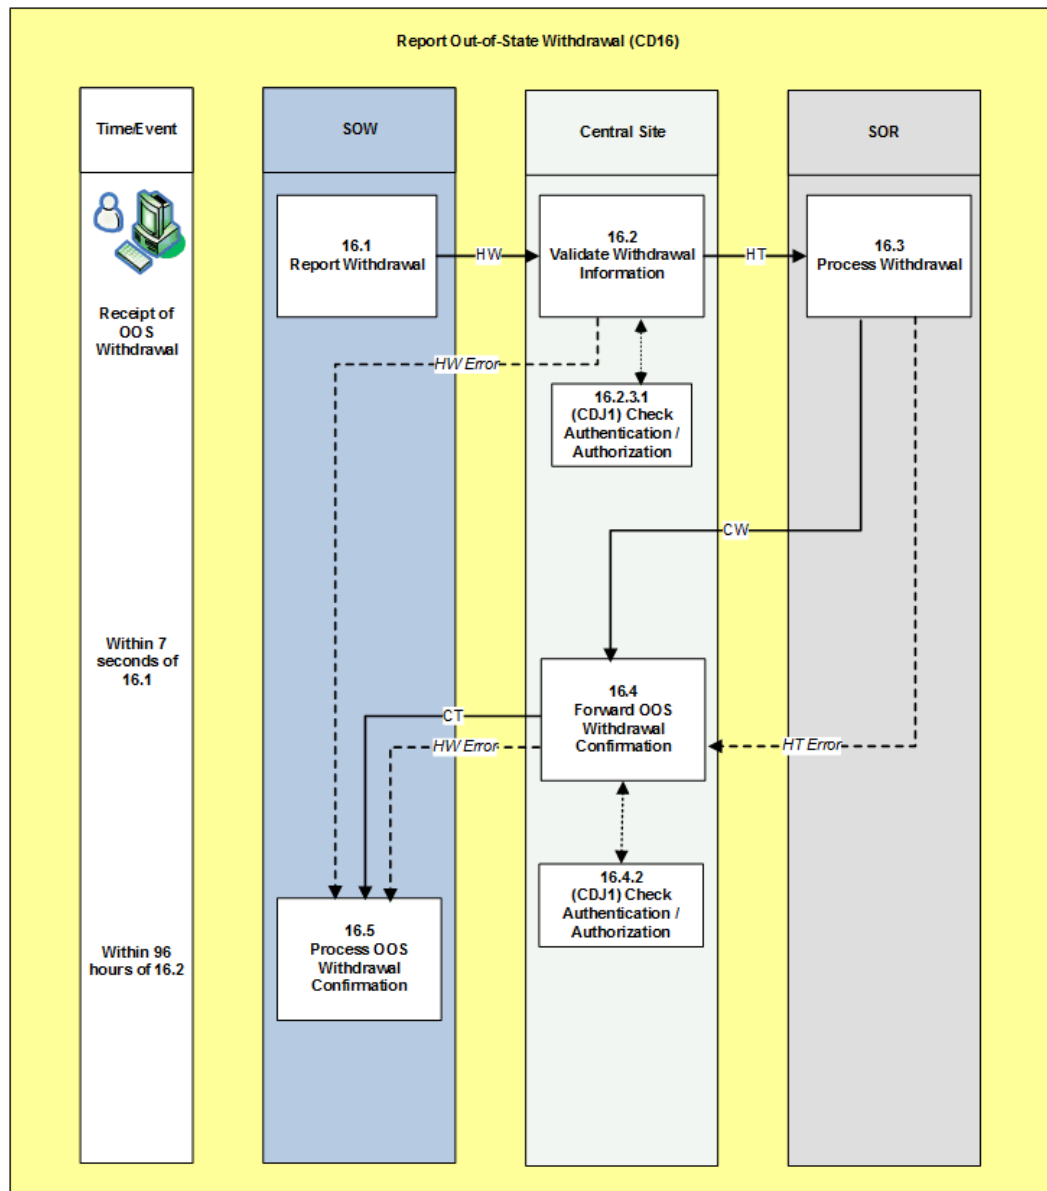 Report Out-of-State Withdrawal (CD16)
Time/Event
SOW
Central Site
SOR
16.1
Report Withdrawal
HW
16.2
Validate Withdrawal
Information
HT
16.3
Process Withdrawal
Receipt of
OOS
Withdrawal
HW Error
16.2.3.1
(CDJ1) Check
Authentication /
Authorization
CW
Within 7
seconds of
16.1
16.4
Forward OOS
Withdrawal
Confirmation
CT
HW Error
HT Error
16.4.2
(CDJ1) Check
Authentication /
Authorization
16.5
Process OOS
Withdrawal
Confirmation
Within 96
hours of 16.2